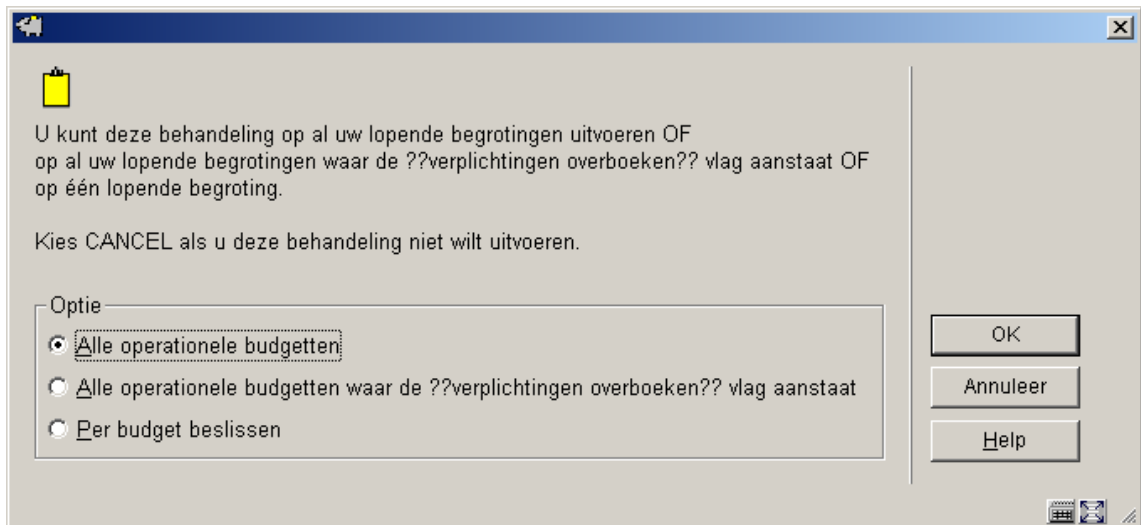 U kunt deze behandeling op al uw lopende begrotingen uitvoeren OF
op al uw lopende begrotingen waar de ??verplichtingen overboeken?? vlag aanstaat OF
op één lopende begroting.
Kies CANCEL als u deze behandeling niet wilt uitvoeren.
Optie
Alle operationele budgetten
Alle operationele budgetten waar de ??verplichtingen overboeken?? vlag aanstaat
Per budget beslissen
OK
Annuleer
Help